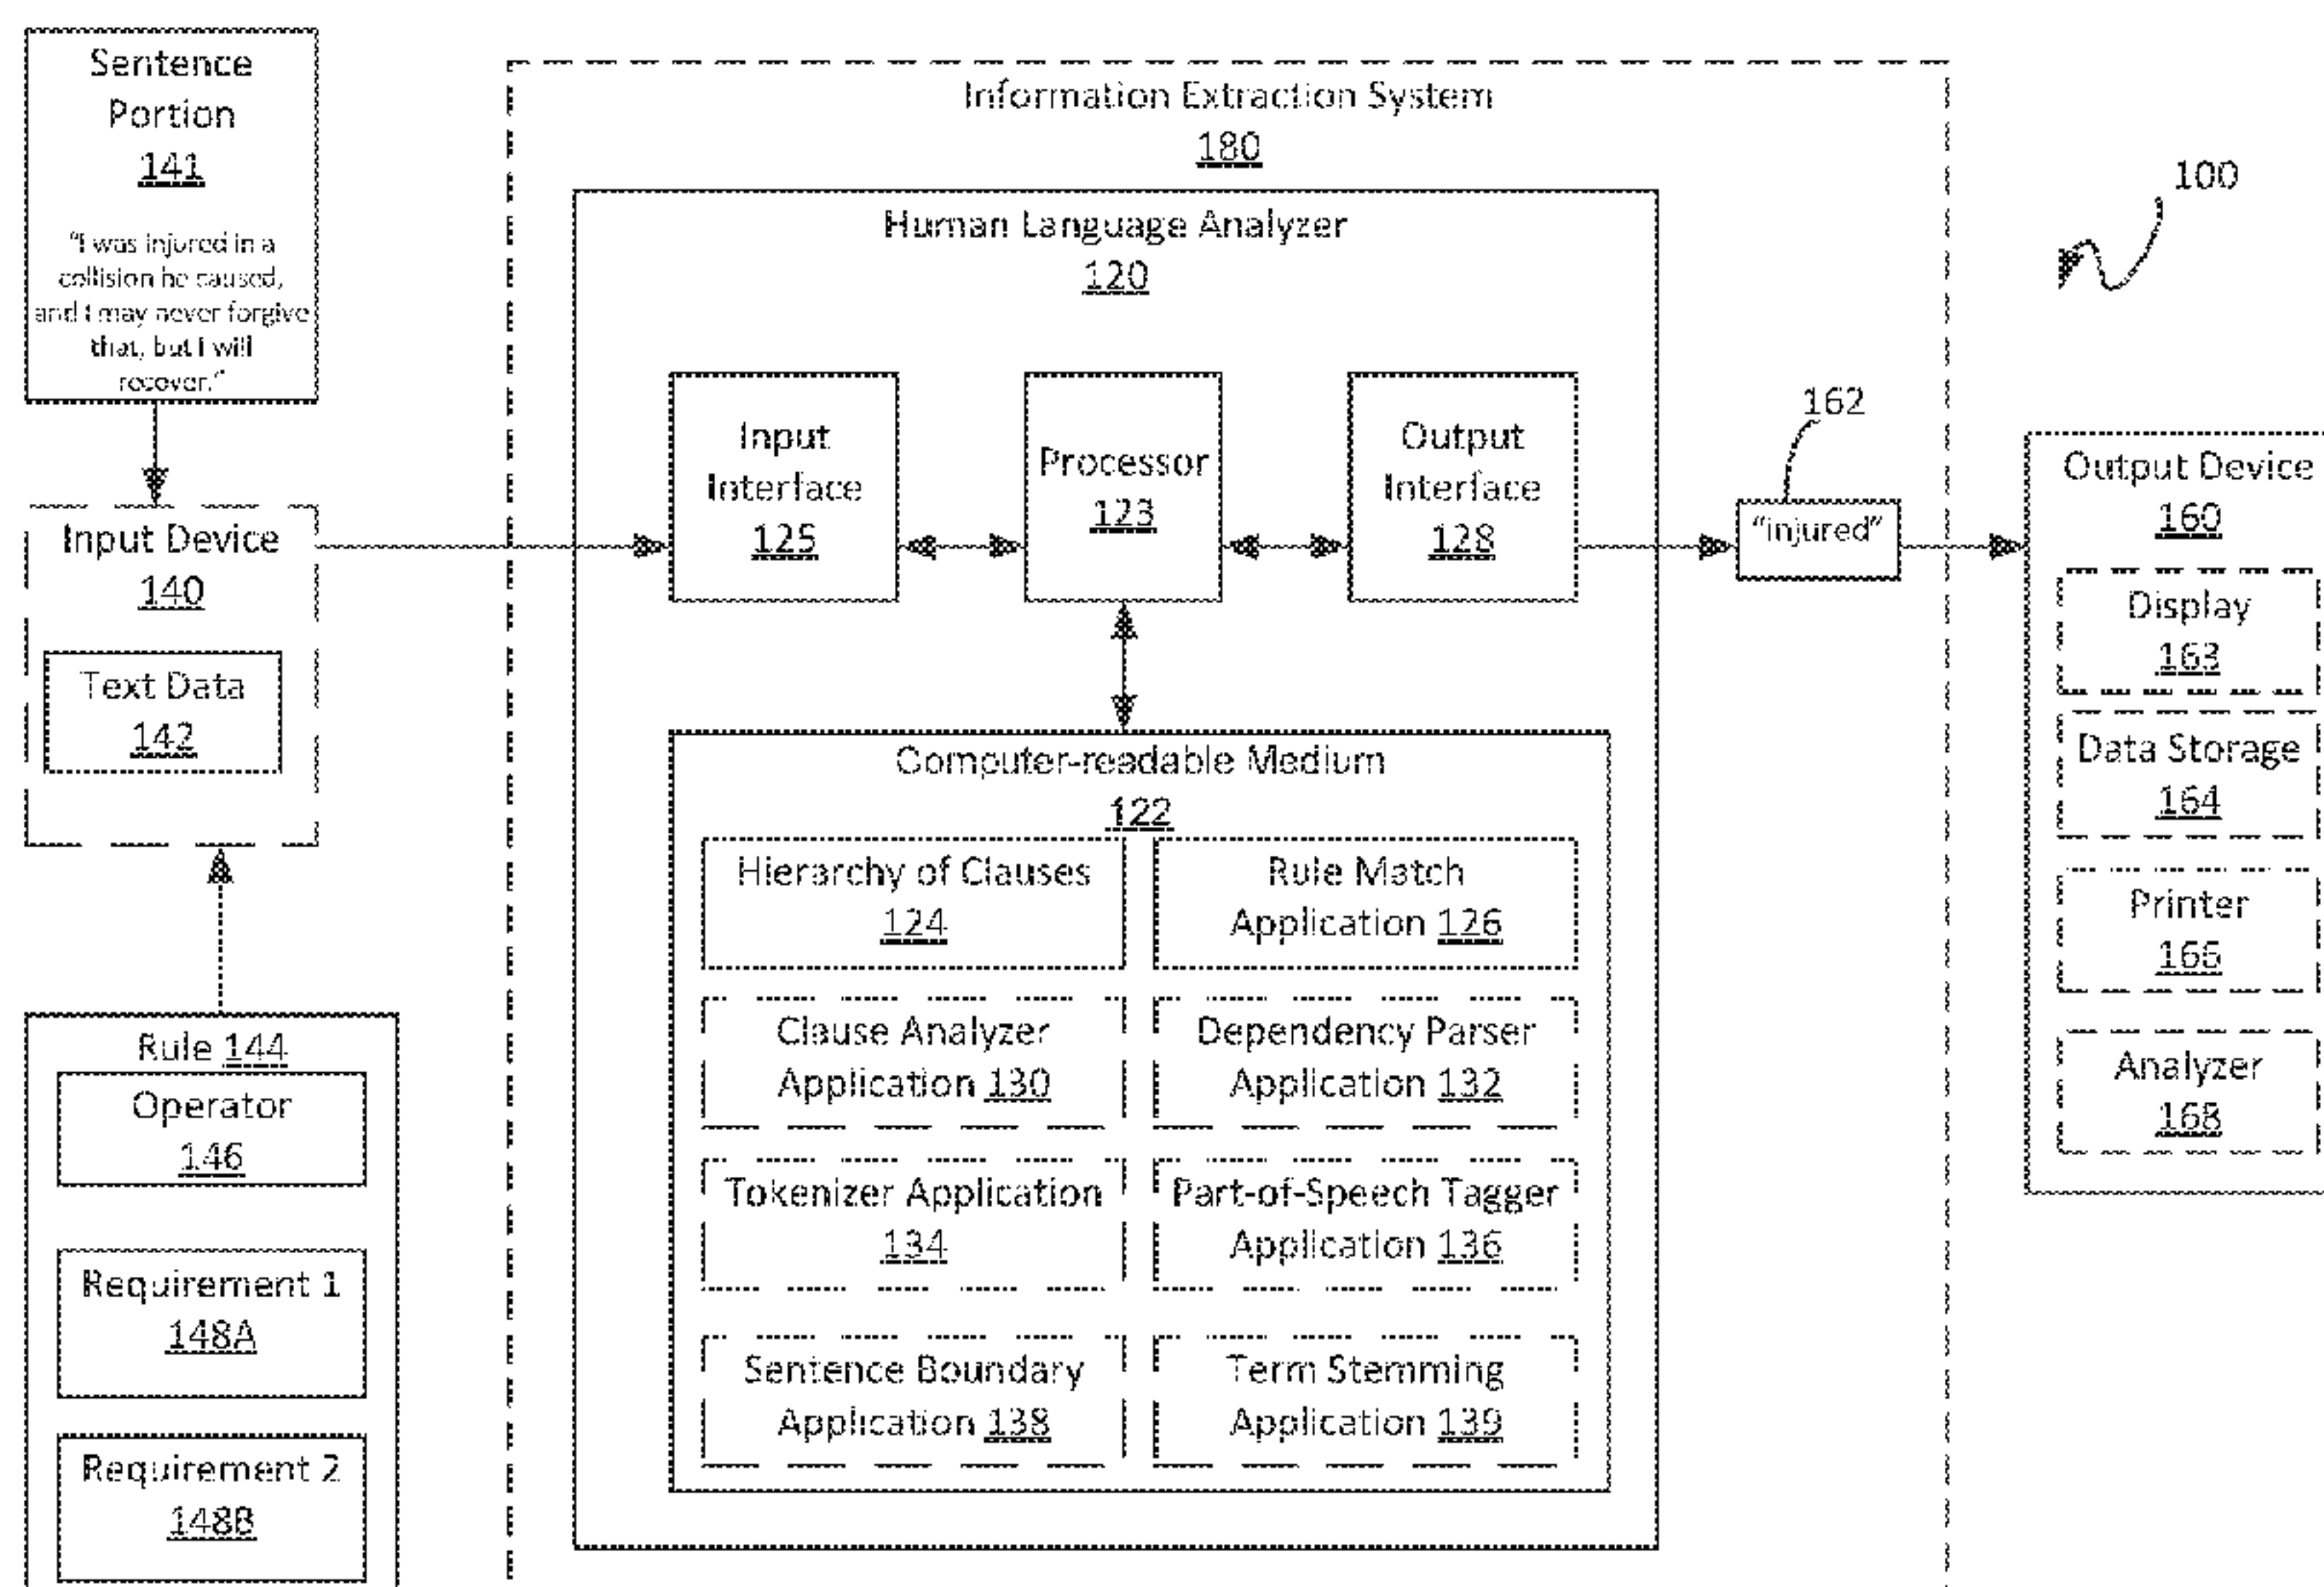 Sentence
Portion
141
"I was injured in a
collision he caused,
and I may never forgive
that, but I will
recover."
Input Device
140
Text Data
142
Rule 144
Operator
146
Requirement 1
148A
Requirement 2
148B
Information Extraction System
180
Human Language Analyzer
120
Input
Interface
125
Processor
123
Output
Interface
128
Computer-readable Medium
122
Hierarchy of Clauses
124
Rule Match
Application 126
Clause Analyzer
Application 130
Dependency Parser
Application 132
Tokenizer Application
134
Part-of-Speech Tagger
Application 136
Sentence Boundary
Application 138
Term Stemming
Application 139
162
"injured"
100
Output Device
160
Display
163
Data Storage
164
Printer
166
Analyzer
168